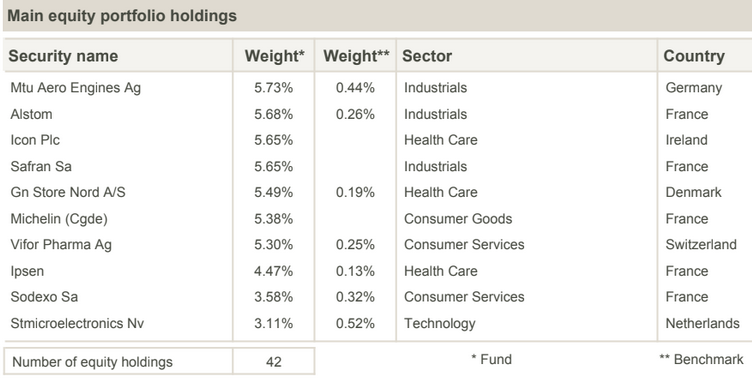 Main equity portfolio holdings
Security name Weight* Weight** Sector Country
Mtu Aero Engines Ag 5.73% 0.44% Industrials Germany
Alstom 5.68% 0.26% Industrials France
Icon Plc 5.65% Health Care Ireland
Safran Sa 5.65% Industrials France
Gn Store Nord A/S 5.49% 0.19% Health Care Denmark
Michelin (Cgde) 5.38% Consumer Goods France
Vifor Pharma Ag 5.30% 0.25% Consumer Services Switzerland
Ipsen 4.47% 0.13% Health Care France
Sodexo Sa 3.58% 0.32% Consumer Services France
Stmicroelectronics Nv 3.11% 0.52% Technology Netherlands
Number of equity holdings 42 * Fund ** Benchmark